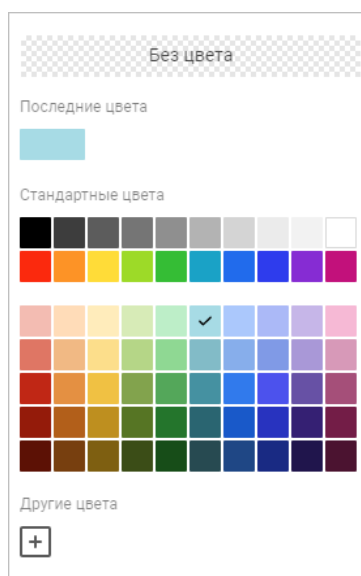 Без цвета
Последние цвета
Стандартные цвета
Другие цвета